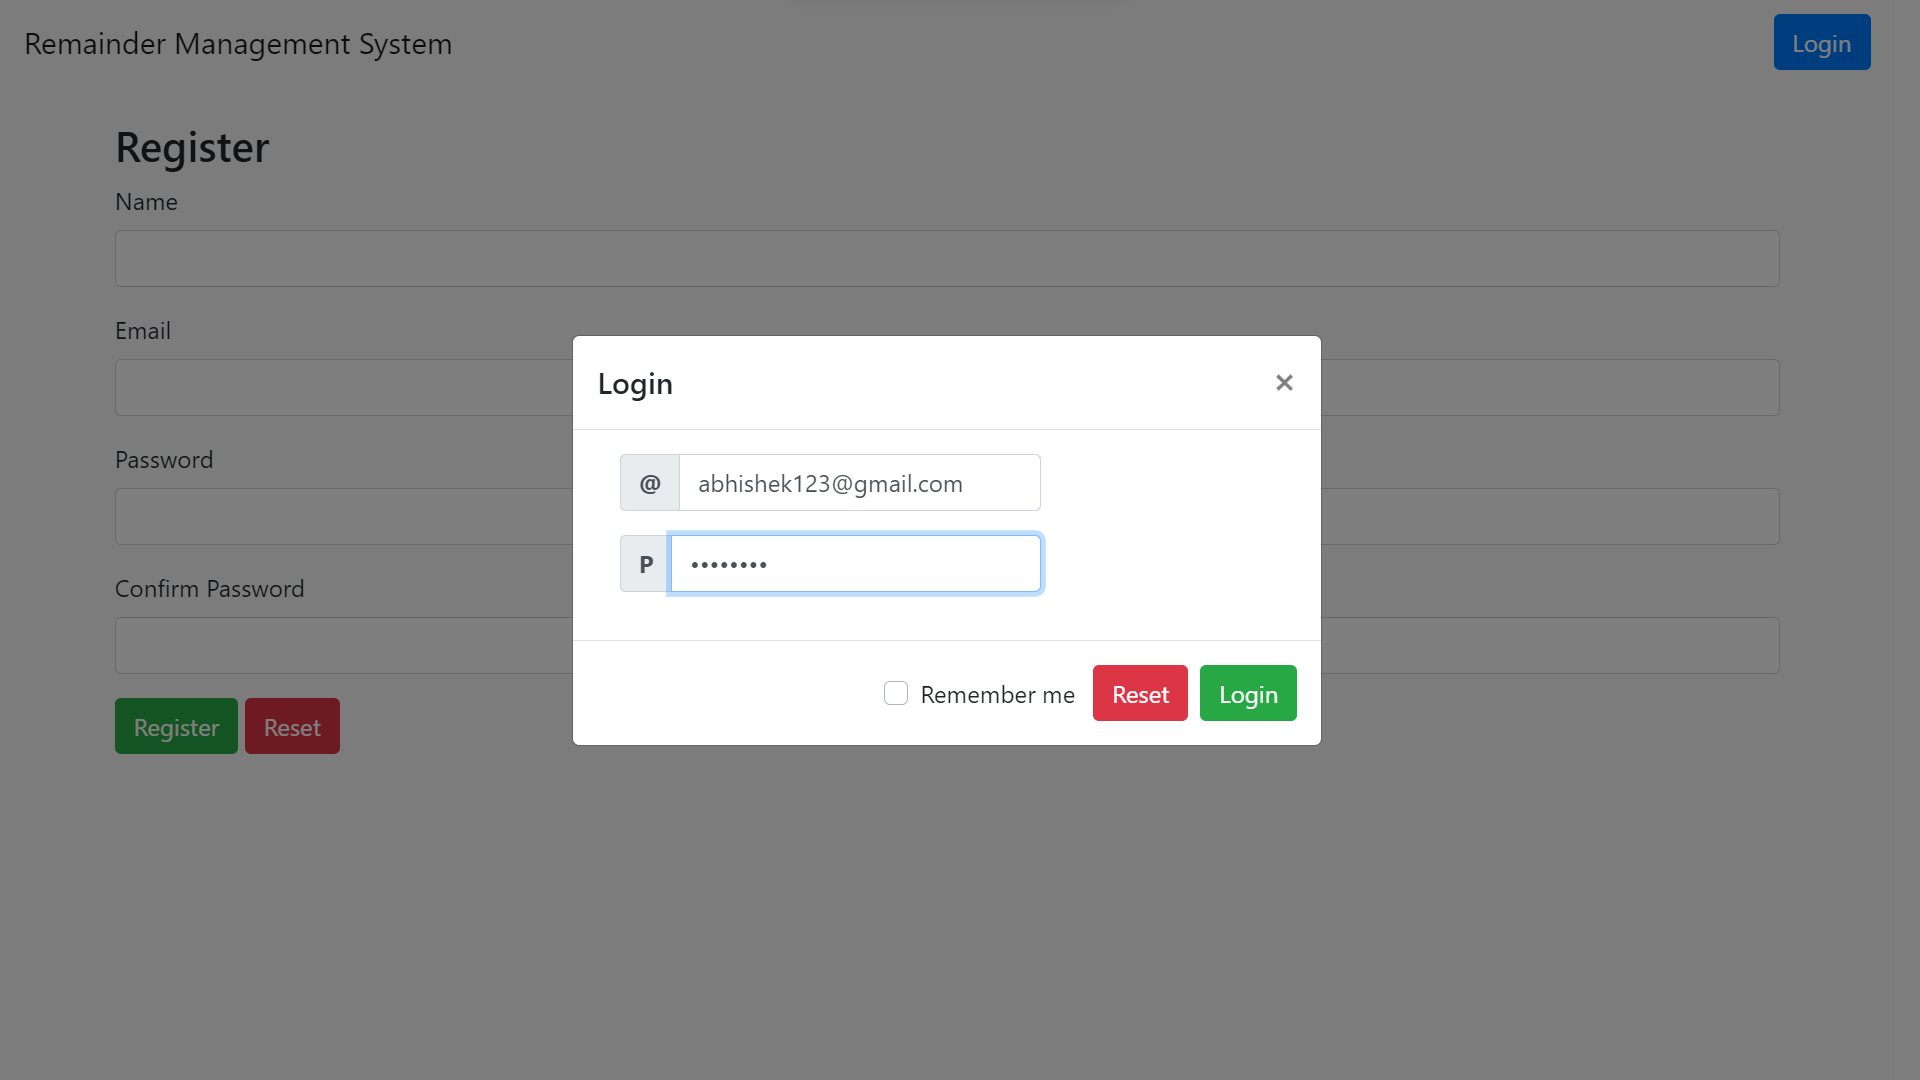 Remainder Management System
Login
Register
Name
Email
Password
Confirm Password
Register Reset
Login ×
@ abhishek123@gmail.com
P ••••••••
Remember me Reset Login